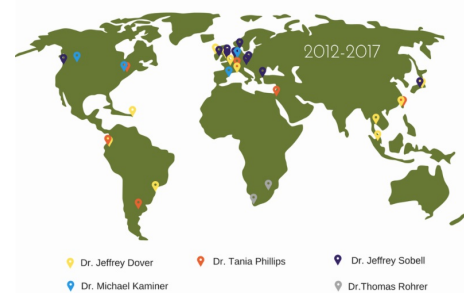 2012-2017
Dr. Jeffrey Dover
Dr. Tania Phillips
Dr. Jeffrey Sobell
Dr. Michael Kaminer
Dr.Thomas Rohrer